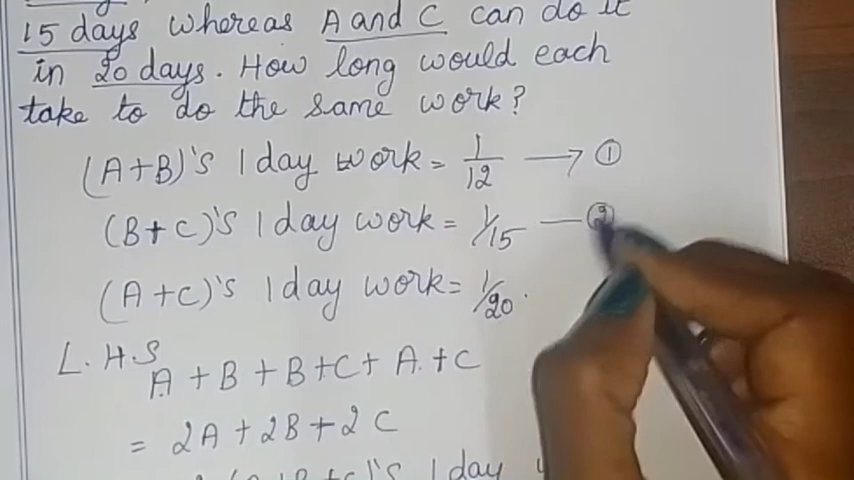 15 days whereas A and C can do it
in 20 days. How long would each
take to do the same work?
(A+B)'s 1 day work = 1/12 → ①
(B+C)'s 1 day work = 1/15 — ②
(A+C)'s 1 day work = 1/20.
L.H.S
A + B + B + C + A. + C
= 2A + 2B + 2C
1 day